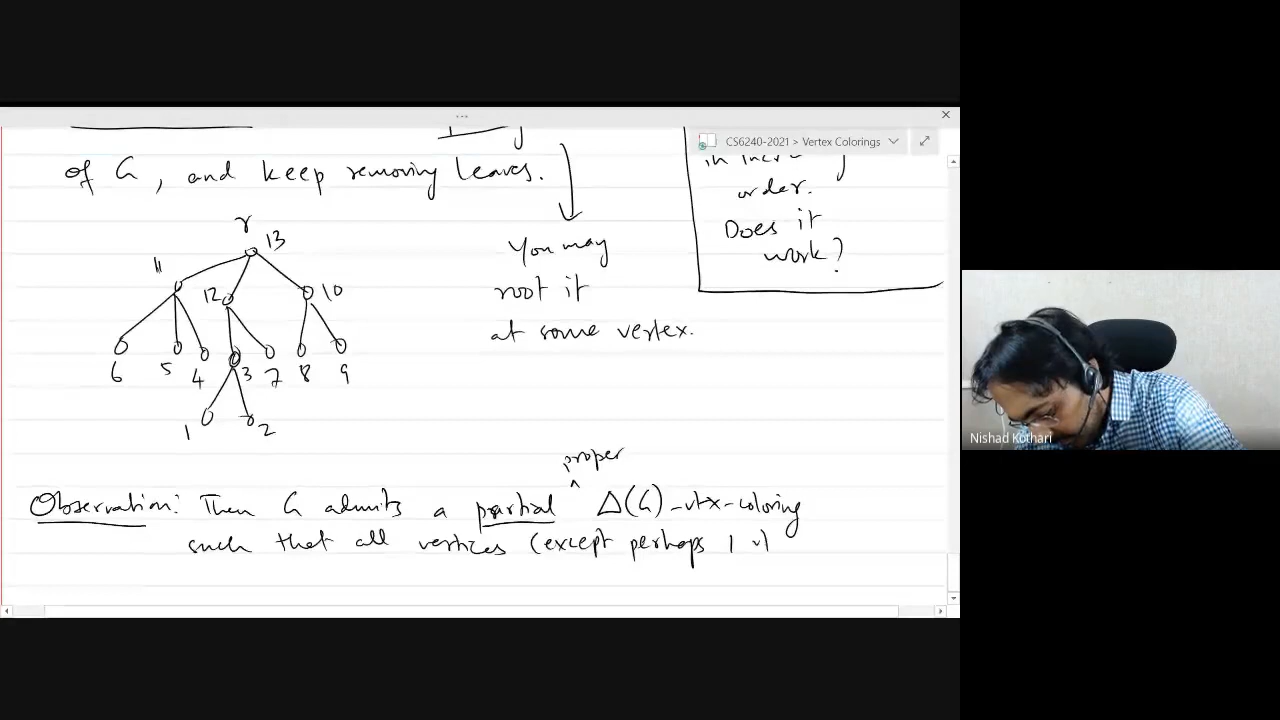 CS6240-2021 > Vertex Colorings
of G, and keep removing leaves.
order.
Does it
work?
r
13
11
12
10
6
5
4
3
7
8
9
1
2
You may
root it
at some vertex.
proper
^
Observation: Then G admits a partial Δ(G)-vtx-coloring
such that all vertices (except perhaps 1 v)
Nishad Kothari